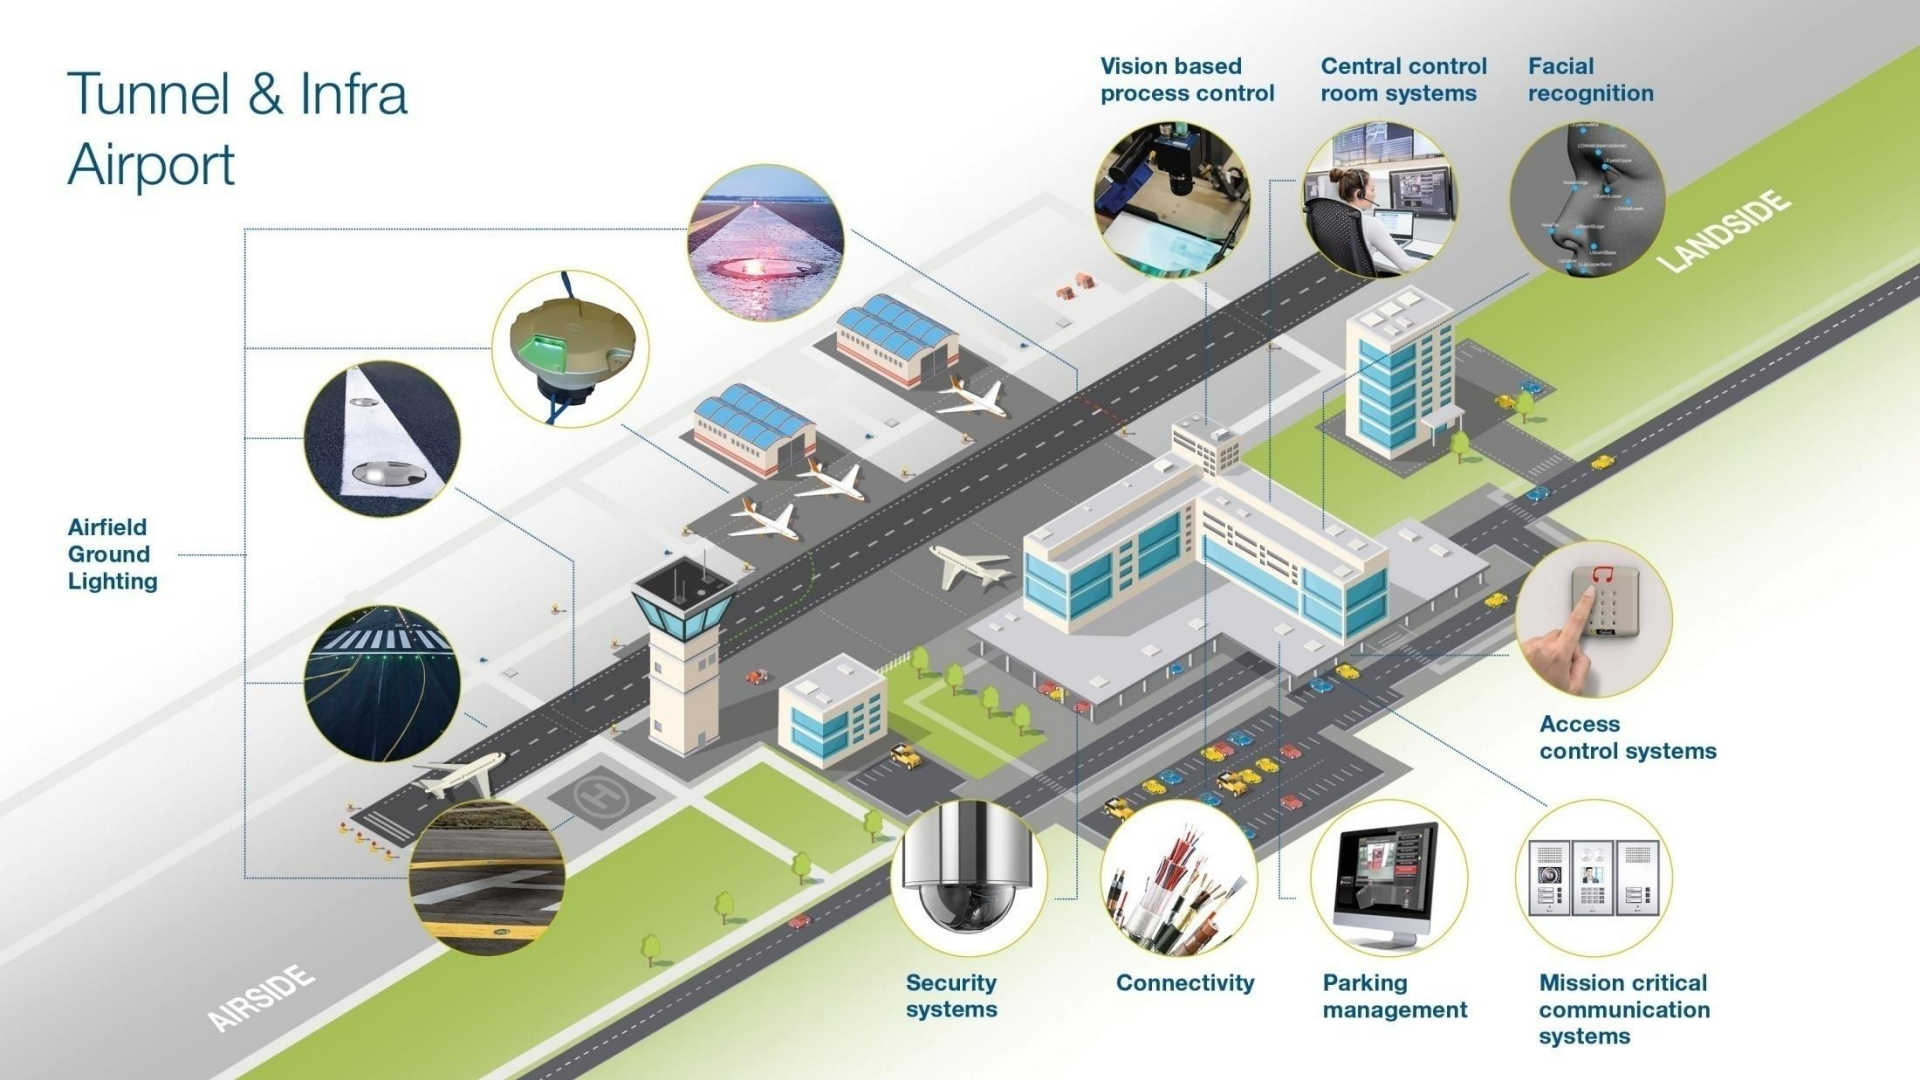 Tunnel & Infra
Airport
Vision based
process control
Central control
room systems
Facial
recognition
LANDSIDE
Airfield
Ground
Lighting
H
Access
control systems
AIRSIDE
Security
systems
Connectivity
Parking
management
Mission critical
communication
systems